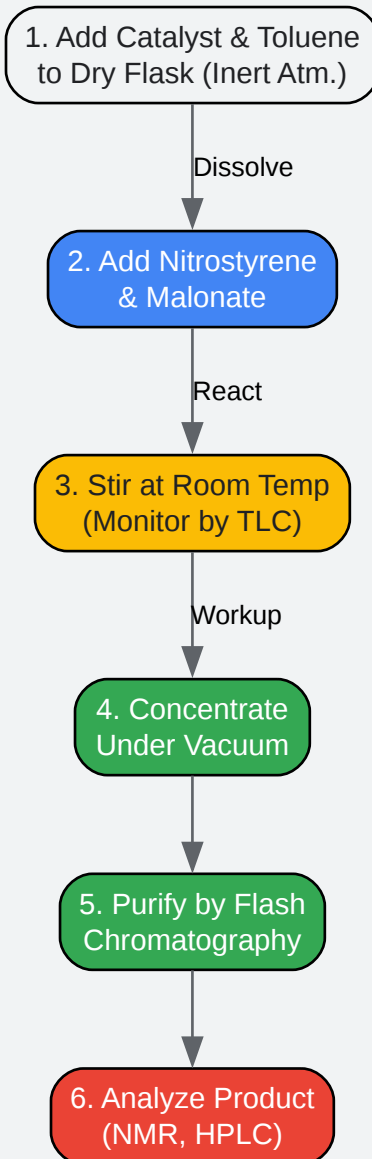 1. Add Catalyst & Toluene
to Dry Flask (Inert Atm.)
Dissolve
2. Add Nitrostyrene
& Malonate
React
3. Stir at Room Temp
(Monitor by TLC)
Workup
4. Concentrate
Under Vacuum
5. Purify by Flash
Chromatography
6. Analyze Product
(NMR, HPLC)